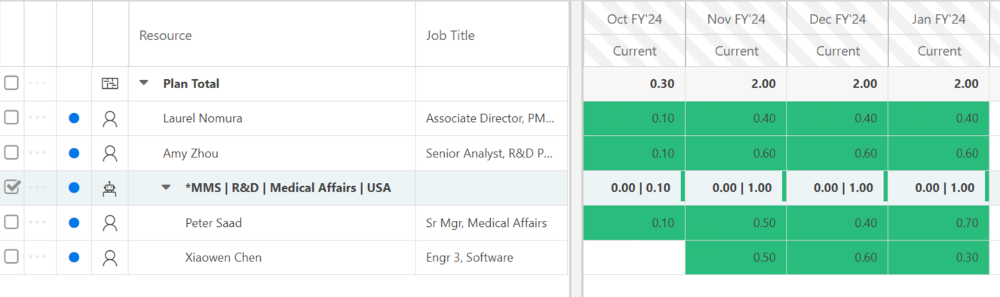 Resource Job Title Oct FY'24 Nov FY'24 Dec FY'24 Jan FY'24
Current Current Current Current
Plan Total 0.30 2.00 2.00 2.00
Laurel Nomura Associate Director, PM... 0.10 0.40 0.40 0.40
Amy Zhou Senior Analyst, R&D P... 0.10 0.60 0.60 0.60
*MMS | R&D | Medical Affairs | USA 0.00 | 0.10 0.00 | 1.00 0.00 | 1.00 0.00 | 1.00
Peter Saad Sr Mgr, Medical Affairs 0.10 0.50 0.40 0.70
Xiaowen Chen Engr 3, Software 0.50 0.60 0.30